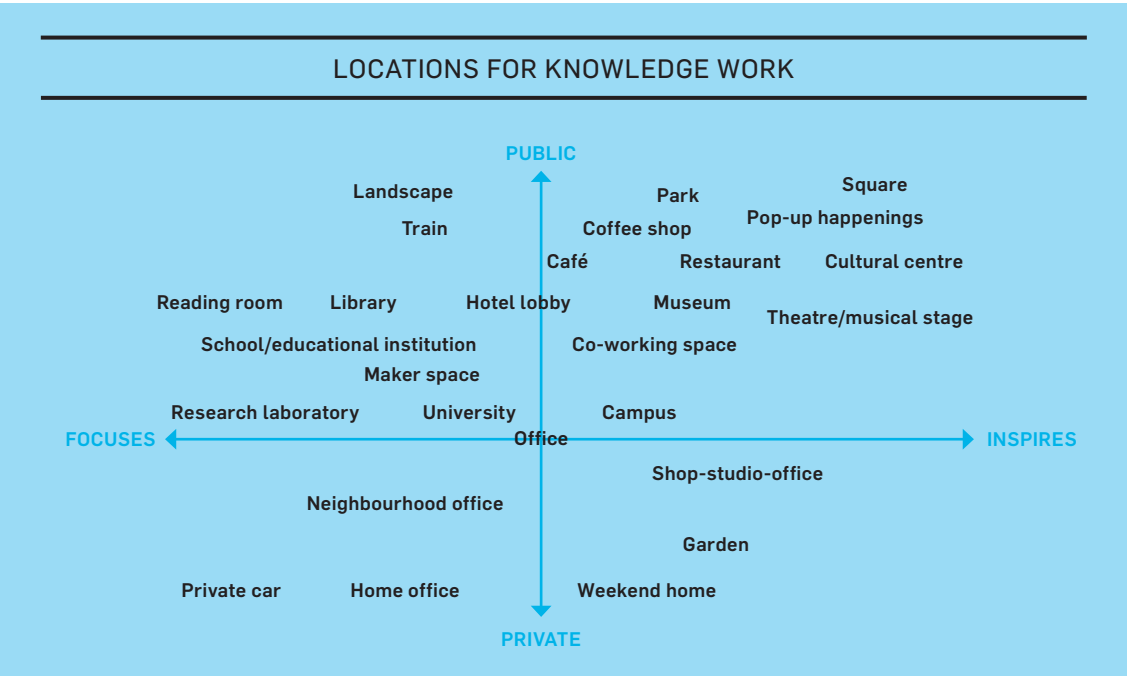 LOCATIONS FOR KNOWLEDGE WORK
PUBLIC
Landscape
Park
Square
Pop-up happenings
Train
Coffee shop
Café
Restaurant
Cultural centre
Reading room
Library
Hotel lobby
Museum
Theatre/musical stage
School/educational institution
Co-working space
Maker space
Research laboratory
University
Campus
FOCUSES
Office
INSPIRES
Shop-studio-office
Neighbourhood office
Garden
Private car
Home office
Weekend home
PRIVATE